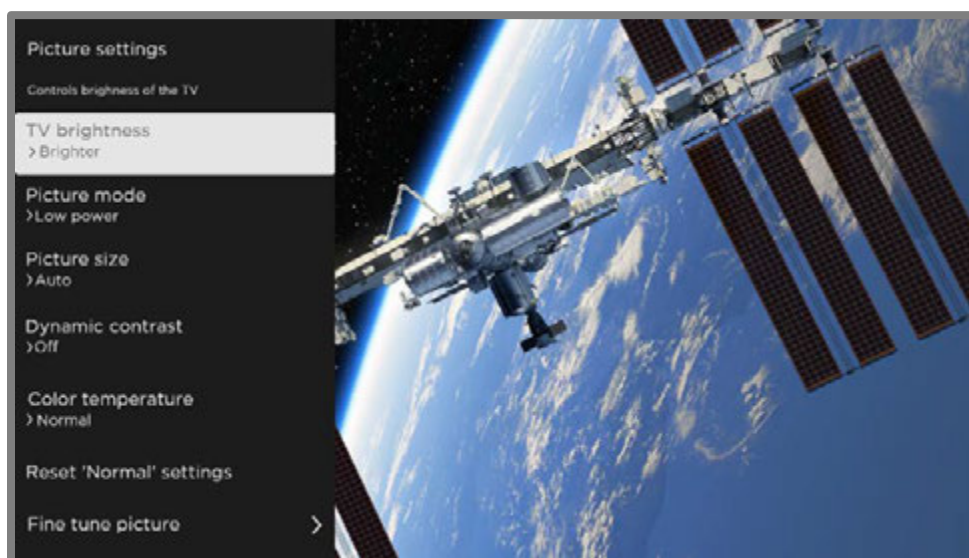 Picture settings
Controls brighness of the TV
TV brightness
> Brighter
Picture mode
> Low power
Picture size
> Auto
Dynamic contrast
> Off
Color temperature
> Normal
Reset 'Normal' settings
Fine tune picture >